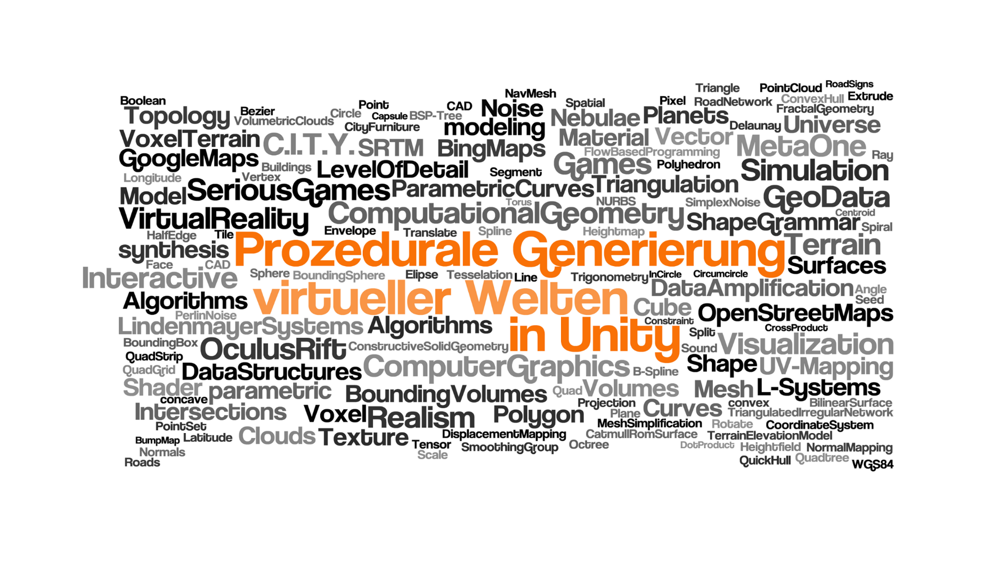 Triangle PointCloud RoadSigns
Boolean Point CAD NavMesh Spatial Pixel RoadNetwork ConvexHull Extrude
Topology Bezier VolumetricClouds Circle Capsule BSP-Tree Noise Nebulae Planets FractalGeometry
CityFurniture modeling Delaunay Universe
VoxelTerrain C.I.T.Y. SRTM BingMaps Material Vector MetaOne
GoogleMaps Buildings LevelOfDetail Segment Games FlowBasedProgramming Polyhedron Simulation Ray
Longitude Vertex
Model SeriousGames ParametricCurves Triangulation GeoData
VirtualReality ComputationalGeometry Torus NURBS SimplexNoise Centroid
ShapeGrammar Spiral
HalfEdge Tile Envelope Translate Spline Heightmap
synthesis Prozedurale Generierung Terrain
Face CAD Surfaces
Interactive Sphere BoundingSphere Elipse Tesselation Line Trigonometry InCircle Circumcircle
DataAmplification Angle
Algorithms virtueller Welten Cube OpenStreetMaps Seed
PerlinNoise Constraint
LindenmayerSystems Algorithms in Unity Split CrossProduct
BoundingBox OculusRift ConstructiveSolidGeometry Sound Visualization
QuadStrip
QuadGrid DataStructures ComputerGraphics B-Spline Shape UV-Mapping
Shader parametric BoundingVolumes Quad Volumes Mesh L-Systems
concave Projection convex BilinearSurface
Intersections Voxel Realism Polygon Plane Curves TriangulatedIrregularNetwork
PointSet MeshSimplification Rotate CoordinateSystem
BumpMap Latitude Clouds Texture DisplacementMapping CatmullRomSurface TerrainElevationModel
Normals Tensor SmoothingGroup Octree DotProduct Heightfield NormalMapping
Roads Scale QuickHull Quadtree WGS84